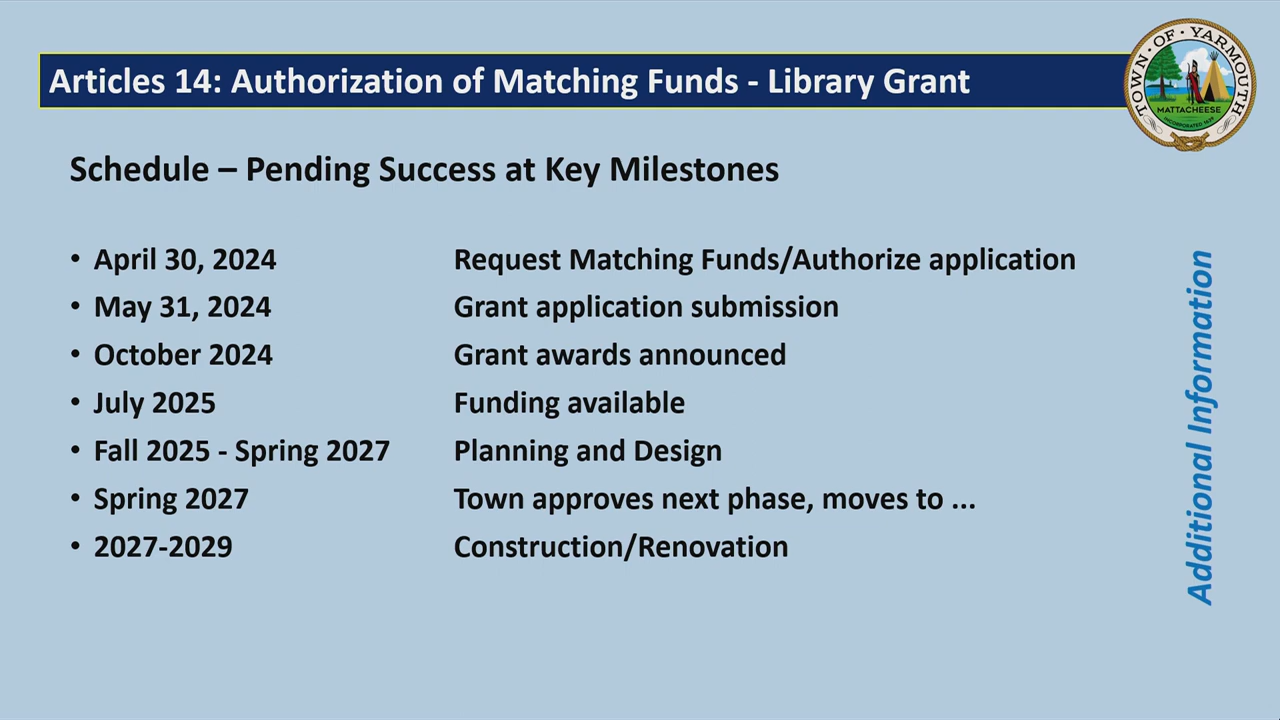 Articles 14: Authorization of Matching Funds - Library Grant
TOWN · OF · YARMOUTH
MATTACHEESE
INCORPORATED 1639
Schedule – Pending Success at Key Milestones
• April 30, 2024 Request Matching Funds/Authorize application
• May 31, 2024 Grant application submission
• October 2024 Grant awards announced
• July 2025 Funding available
• Fall 2025 - Spring 2027 Planning and Design
• Spring 2027 Town approves next phase, moves to ...
• 2027-2029 Construction/Renovation
Additional Information